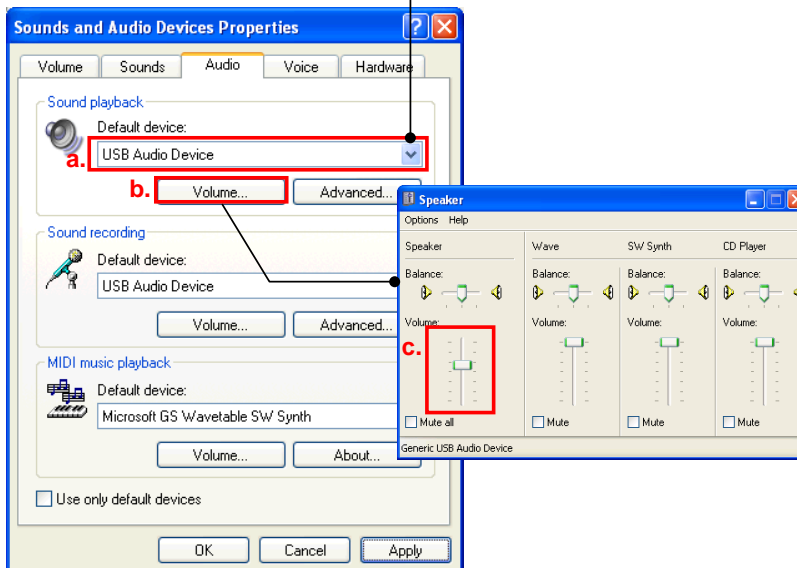 Sounds and Audio Devices Properties
Volume Sounds Audio Voice Hardware
Sound playback
Default device:
a. USB Audio Device
b. Volume... Advanced...
Sound recording
Default device:
USB Audio Device
Volume... Advanced...
MIDI music playback
Default device:
Microsoft GS Wavetable SW Synth
Volume... About...
Use only default devices
OK Cancel Apply
Speaker
Options Help
Speaker Wave SW Synth CD Player
Balance: Balance: Balance: Balance:
Volume: Volume: Volume: Volume:
c.
Mute all Mute Mute Mute
Generic USB Audio Device